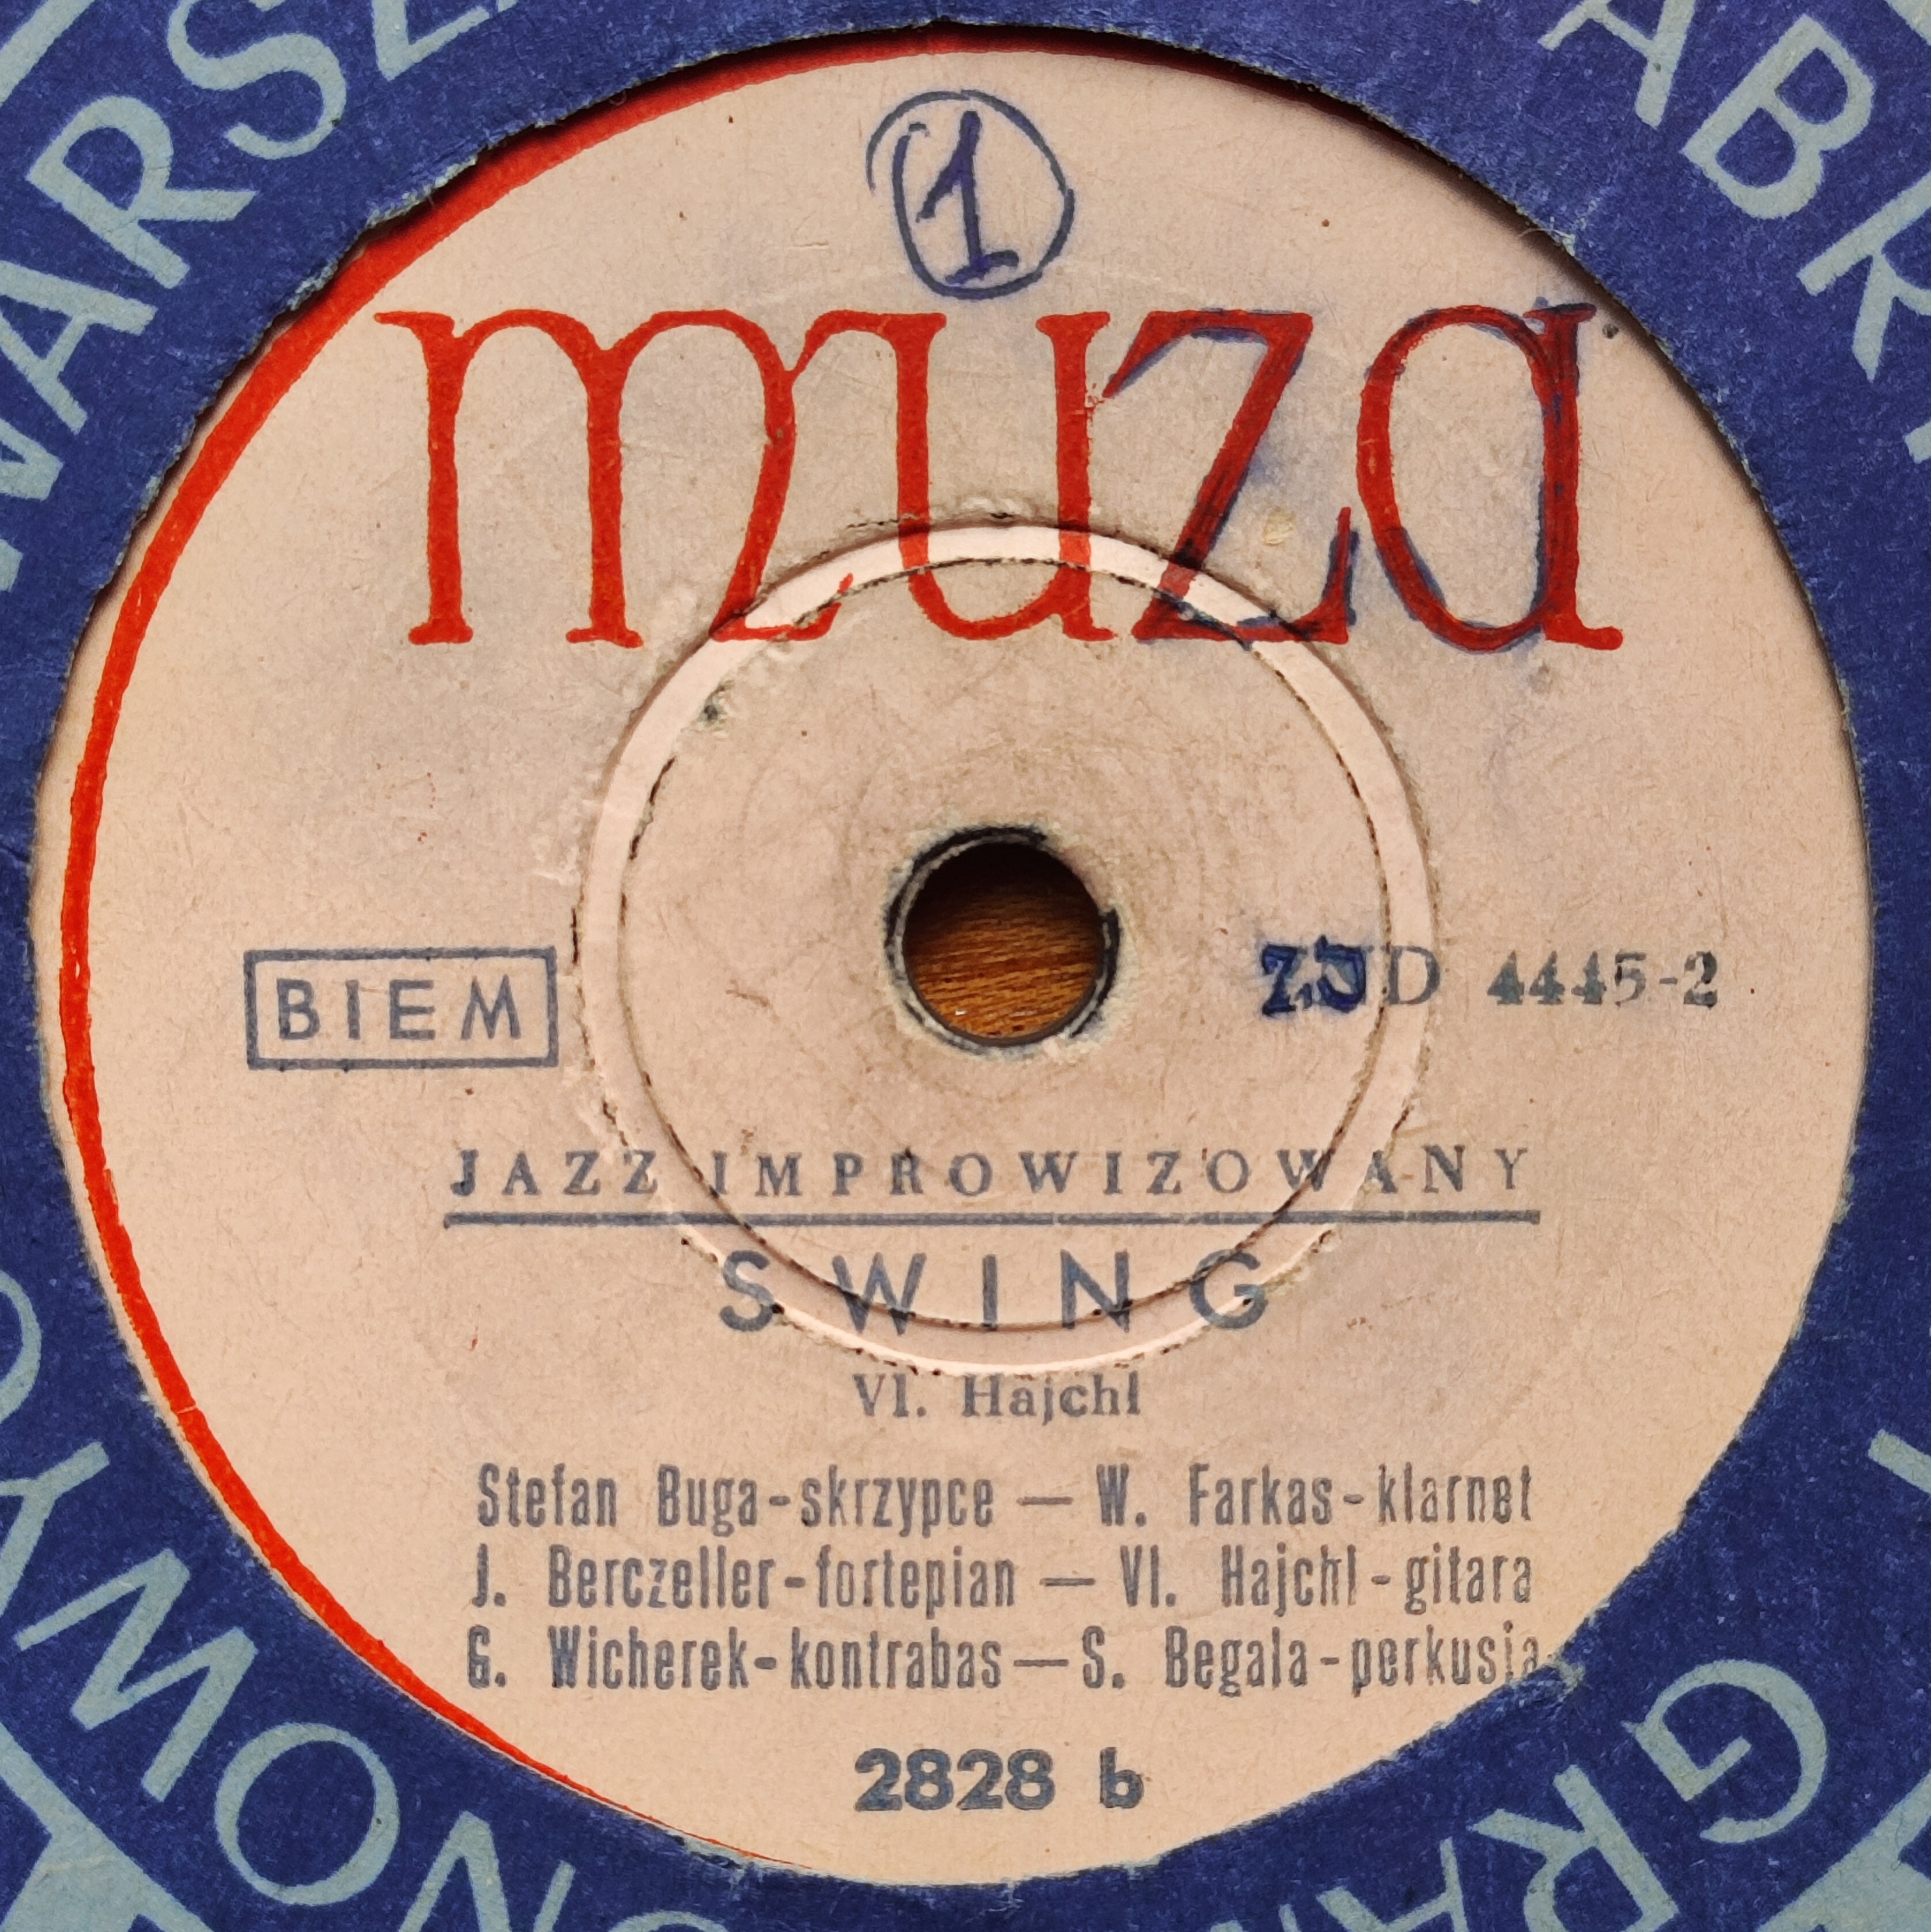 1
muza
BIEM
ZJD 4445-2
JAZZ IMPROWIZOWANY
SWING
Vl. Hajchl
Stefan Buga-skrzypce — W. Farkas-klarnet
J. Berczeller-fortepian — Vl. Hajchl-gitara
G. Wicherek-kontrabas — S. Begala-perkusja
2828 b